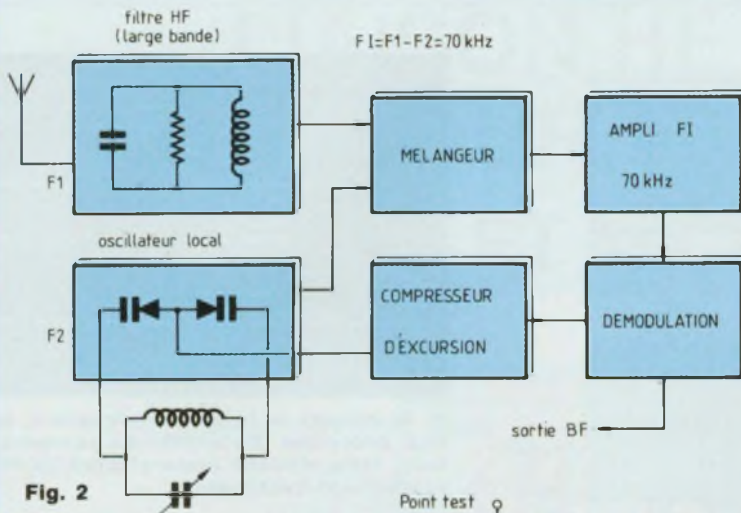 filtre HF
(large bande)
FI=F1-F2=70 kHz
F1
MELANGEUR
AMPLI FI
70 kHz
oscillateur local
F2
COMPRESSEUR
D'EXCURSION
DEMODULATION
sortie BF
Fig. 2
Point test